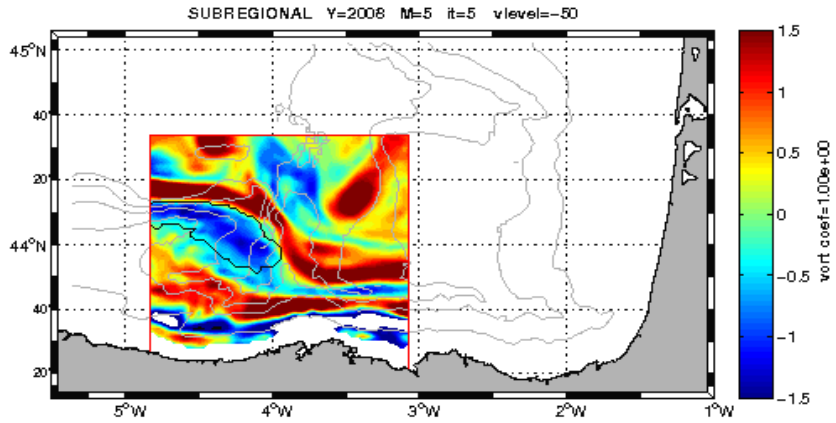 SUBREGIONAL Y=2008 M=5 it=5 vlevel=-50
45°N
40'
20'
44°N
40'
20'
5°W
4°W
3°W
2°W
1°W
1.5
1
0.5
0
-0.5
-1
-1.5
vort coef=1.00e+00